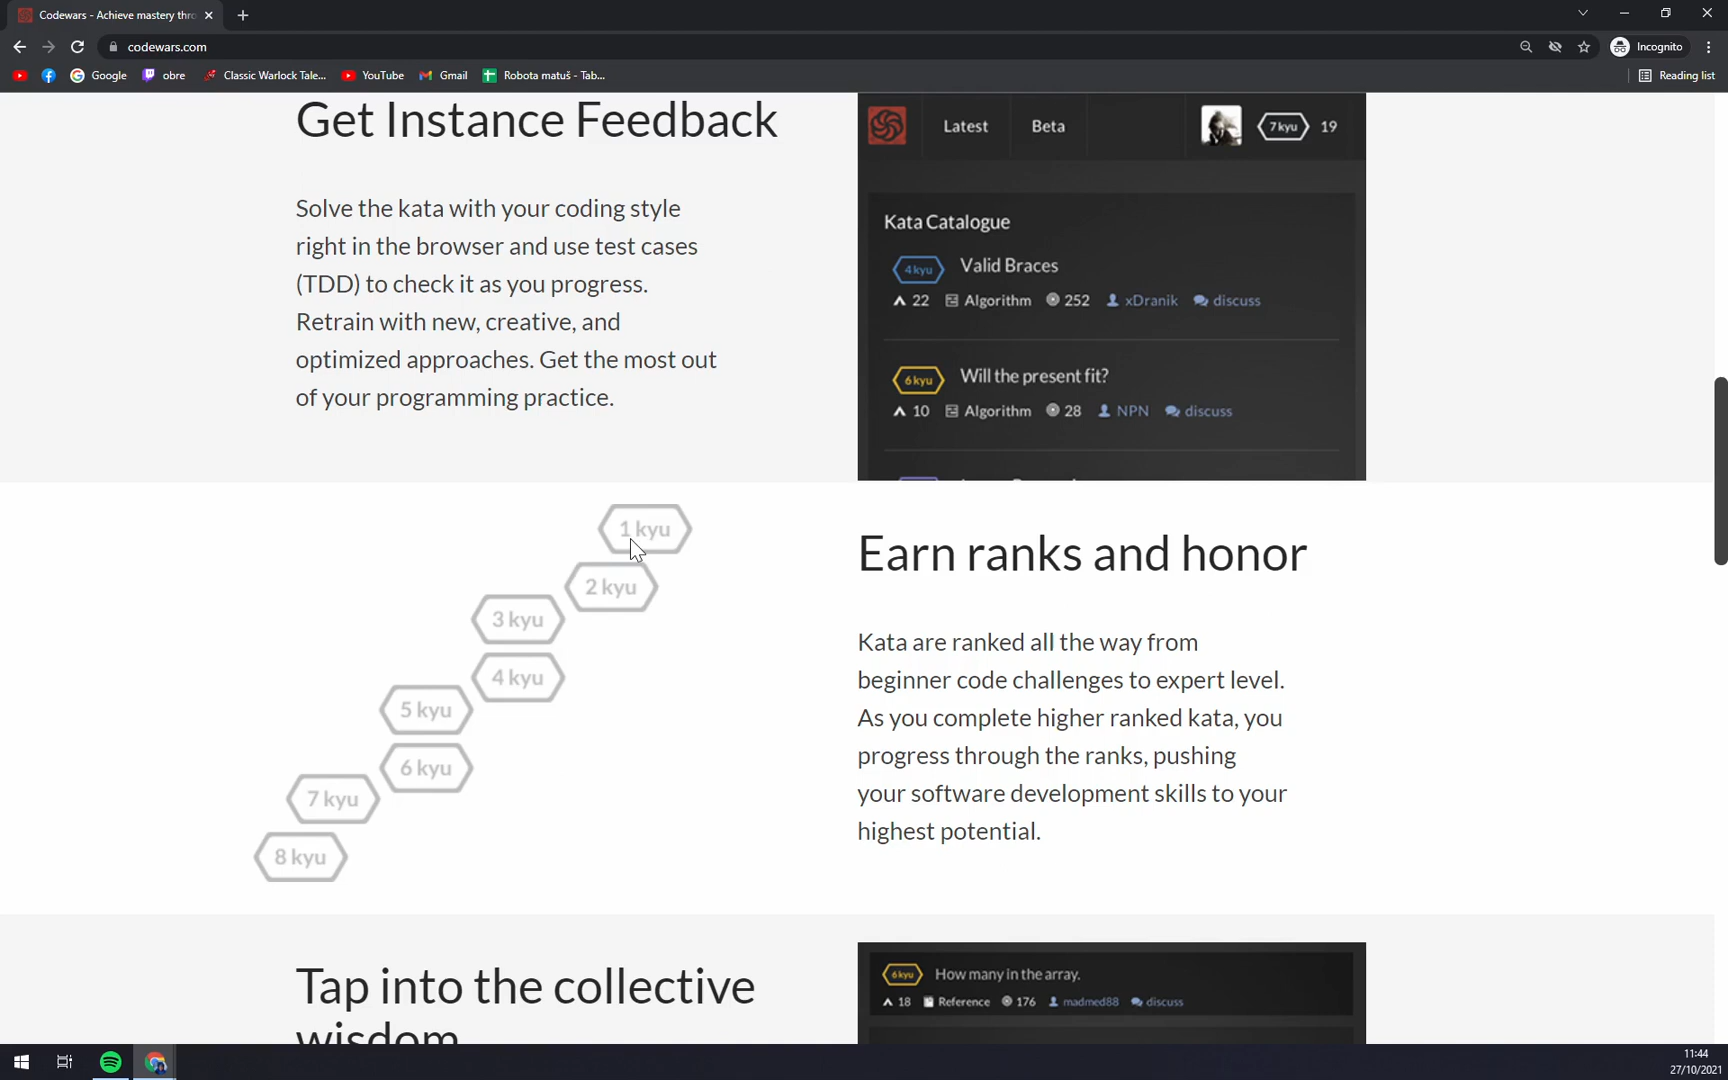 Codewars - Achieve mastery thro
codewars.com
Incognito
Google
obre
Classic Warlock Tale...
YouTube
Gmail
Robota matuš - Tab...
Reading list
Get Instance Feedback
Solve the kata with your coding style
right in the browser and use test cases
(TDD) to check it as you progress.
Retrain with new, creative, and
optimized approaches. Get the most out
of your programming practice.
Latest
Beta
7 kyu
19
Kata Catalogue
4 kyu
Valid Braces
22
Algorithm
252
xDranik
discuss
6 kyu
Will the present fit?
10
Algorithm
28
NPN
discuss
1 kyu
2 kyu
3 kyu
4 kyu
5 kyu
6 kyu
7 kyu
8 kyu
Earn ranks and honor
Kata are ranked all the way from
beginner code challenges to expert level.
As you complete higher ranked kata, you
progress through the ranks, pushing
your software development skills to your
highest potential.
Tap into the collective
wisdom
6 kyu
How many in the array.
18
Reference
176
madmed88
discuss
11:44
27/10/2021